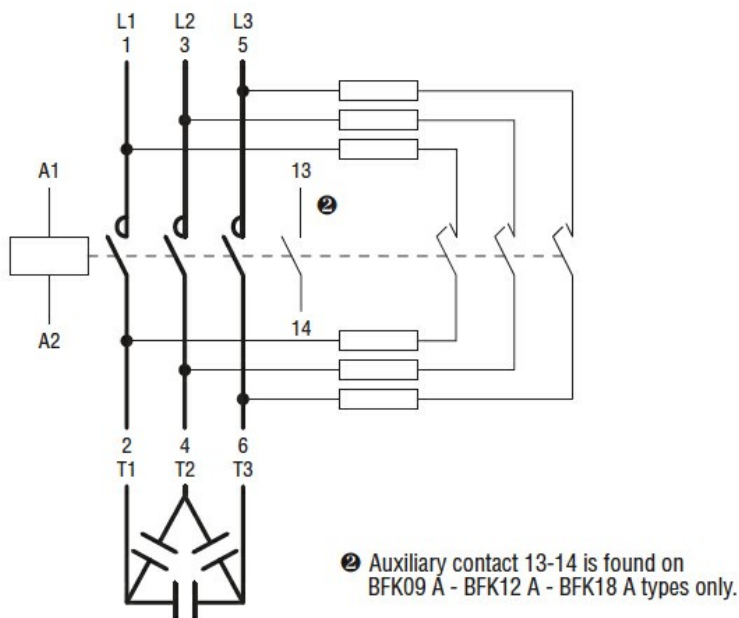 L1 L2 L3
1 3 5
A1
13
❷
14
A2
2 4 6
T1 T2 T3
❷ Auxiliary contact 13-14 is found on
BFK09 A - BFK12 A - BFK18 A types only.